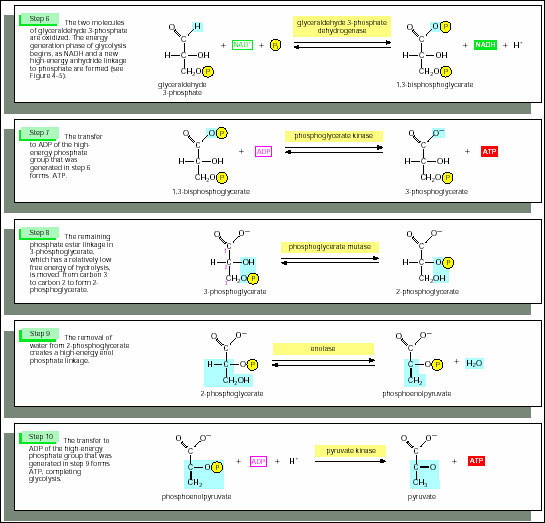 Step 6 The two molecules
of glyceraldehyde 3-phosphate
are oxidized. The energy
generation phase of glycolysis
begins, as NADH and a new
high-energy anhydride linkage
to phosphate are formed (see
Figure 4–5).
O H
C
H—C—OH
CH₂O P
glyceraldehyde
3-phosphate
+ NAD⁺ + Pi
glyceraldehyde 3-phosphate
dehydrogenase
O O P
C
H—C—OH
CH₂O P
1,3-bisphosphoglycerate
+ NADH + H⁺
Step 7 The transfer
to ADP of the high-
energy phosphate
group that was
generated in step 6
forms ATP.
O O P
C
H—C—OH
CH₂O P
1,3-bisphosphoglycerate
+ ADP
phosphoglycerate kinase
O O⁻
C
H—C—OH
CH₂O P
3-phosphoglycerate
+ ATP
Step 8 The remaining
phosphate ester linkage in
3-phosphoglycerate,
which has a relatively low
free energy of hydrolysis,
is moved from carbon 3
to carbon 2 to form 2-
phosphoglycerate.
O O⁻
C 1
H—C—OH
2
3 CH₂O P
3-phosphoglycerate
phosphoglycerate mutase
O O⁻
C
H—C—O P
CH₂OH
2-phosphoglycerate
Step 9 The removal of
water from 2-phosphoglycerate
creates a high-energy enol
phosphate linkage.
O O⁻
C
H—C—O P
CH₂OH
2-phosphoglycerate
enolase
O O⁻
C
C—O P
CH₂
phosphoenolpyruvate
+ H₂O
Step 10 The transfer to
ADP of the high-energy
phosphate group that was
generated in step 9 forms
ATP, completing
glycolysis.
O O⁻
C
C—O P
CH₂
phosphoenolpyruvate
+ ADP + H⁺
pyruvate kinase
O O⁻
C
C=O
CH₃
pyruvate
+ ATP